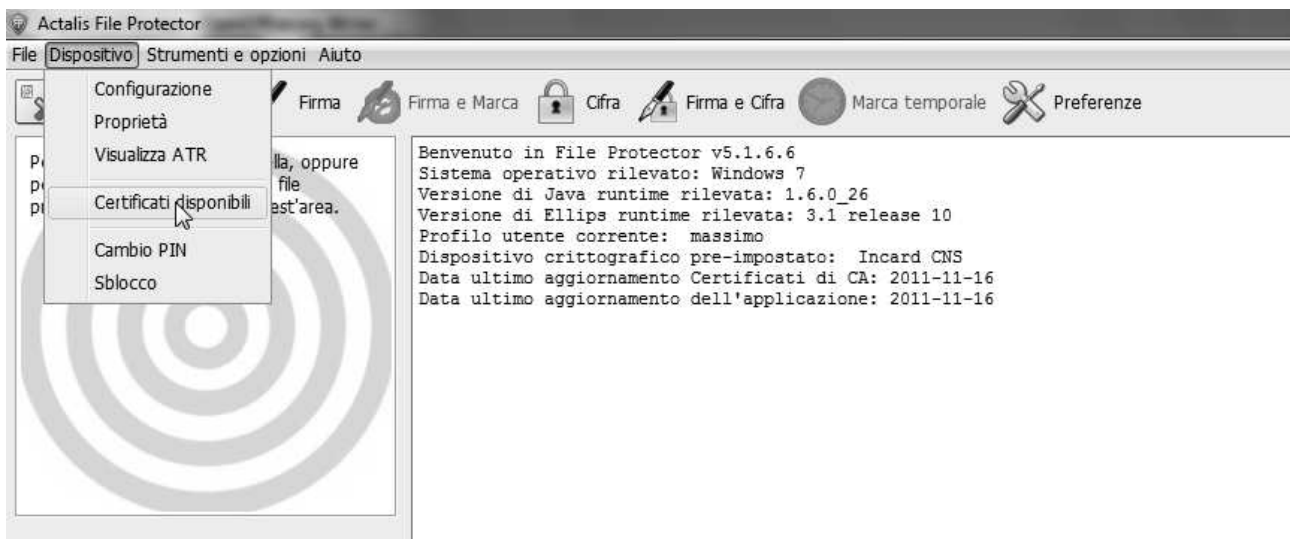 Actalis File Protector
File Dispositivo Strumenti e opzioni Aiuto
Configurazione
Proprietà
Visualizza ATR
Certificati disponibili
Cambio PIN
Sblocco
Firma Firma e Marca Cifra Firma e Cifra Marca temporale Preferenze
oppure
file
est'area.
Benvenuto in File Protector v5.1.6.6
Sistema operativo rilevato: Windows 7
Versione di Java runtime rilevata: 1.6.0_26
Versione di Ellips runtime rilevata: 3.1 release 10
Profilo utente corrente: massimo
Dispositivo crittografico pre-impostato: Incard CNS
Data ultimo aggiornamento Certificati di CA: 2011-11-16
Data ultimo aggiornamento dell'applicazione: 2011-11-16